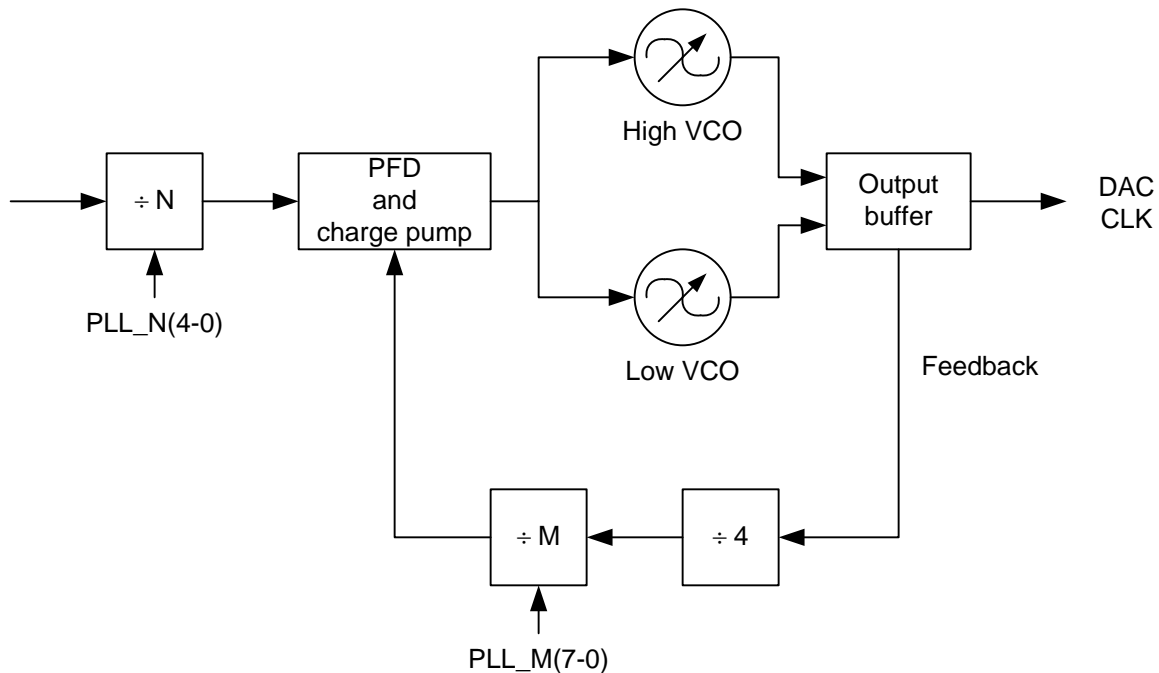 High VCO
÷ N
PFD
and
charge pump
Output
buffer
DAC
CLK
PLL_N(4-0)
Low VCO
Feedback
÷ M
÷ 4
PLL_M(7-0)